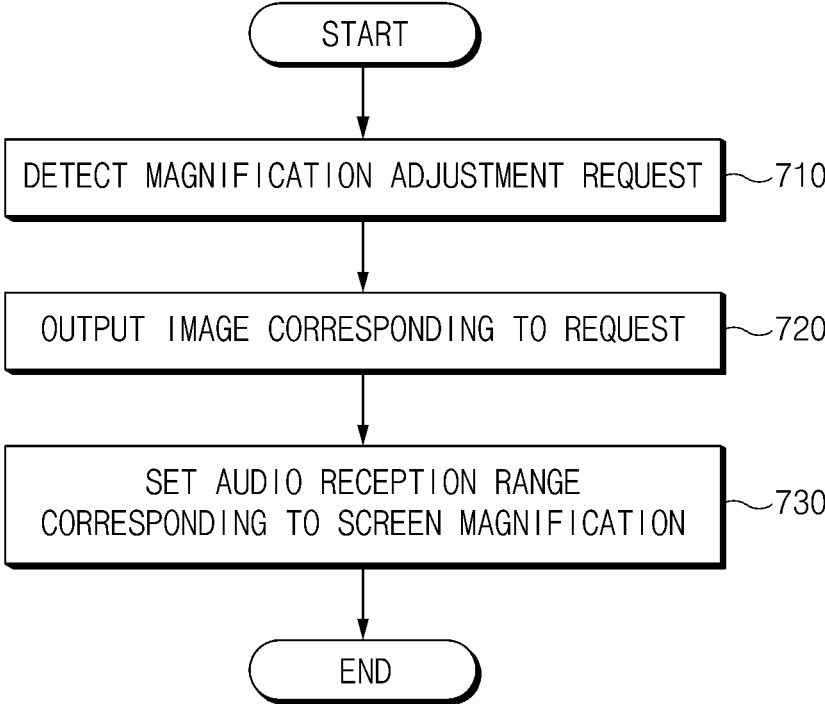 START
DETECT MAGNIFICATION ADJUSTMENT REQUEST
710
OUTPUT IMAGE CORRESPONDING TO REQUEST
720
SET AUDIO RECEPTION RANGE
CORRESPONDING TO SCREEN MAGNIFICATION
730
END